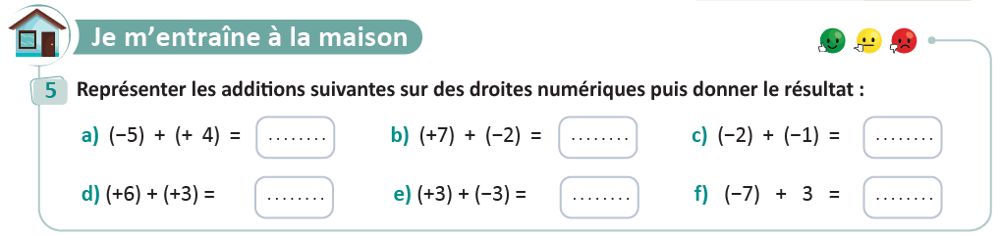 Je m'entraîne à la maison
5 Représenter les additions suivantes sur des droites numériques puis donner le résultat :
a) (−5) + (+ 4) = ........ b) (+7) + (−2) = ........ c) (−2) + (−1) = ........
d) (+6) + (+3) = ........ e) (+3) + (−3) = ........ f) (−7) + 3 = ........